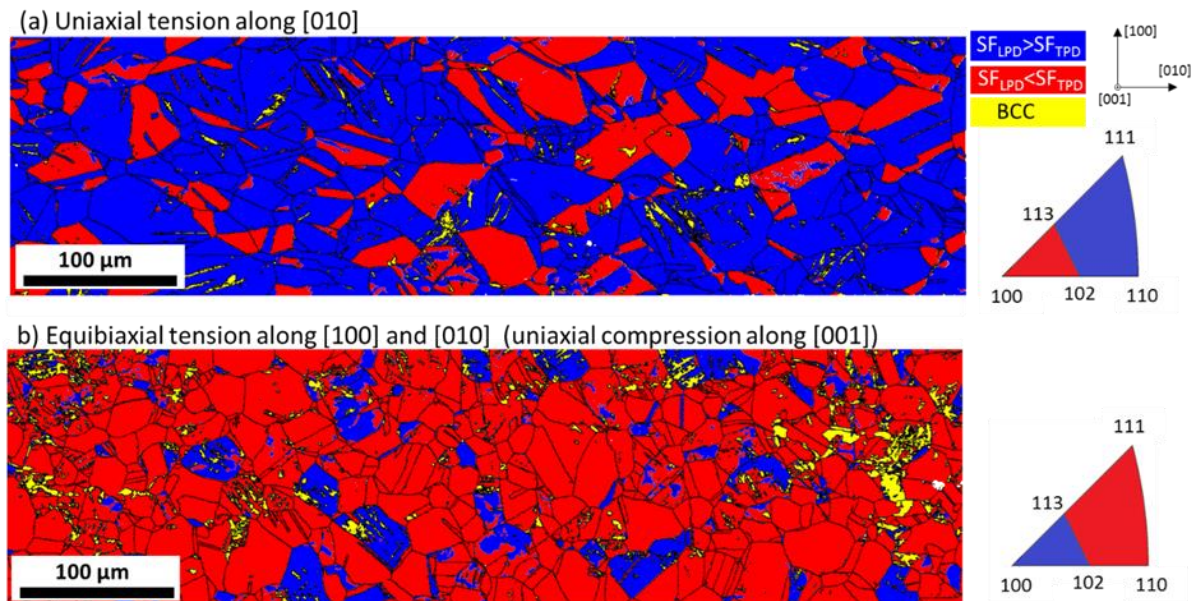 (a) Uniaxial tension along [010]
SF_LPD>SF_TPD
SF_LPD<SF_TPD
BCC
[100]
[010]
[001]
111
113
100
102
110
100 µm
b) Equibiaxial tension along [100] and [010] (uniaxial compression along [001])
111
113
100
102
110
100 µm